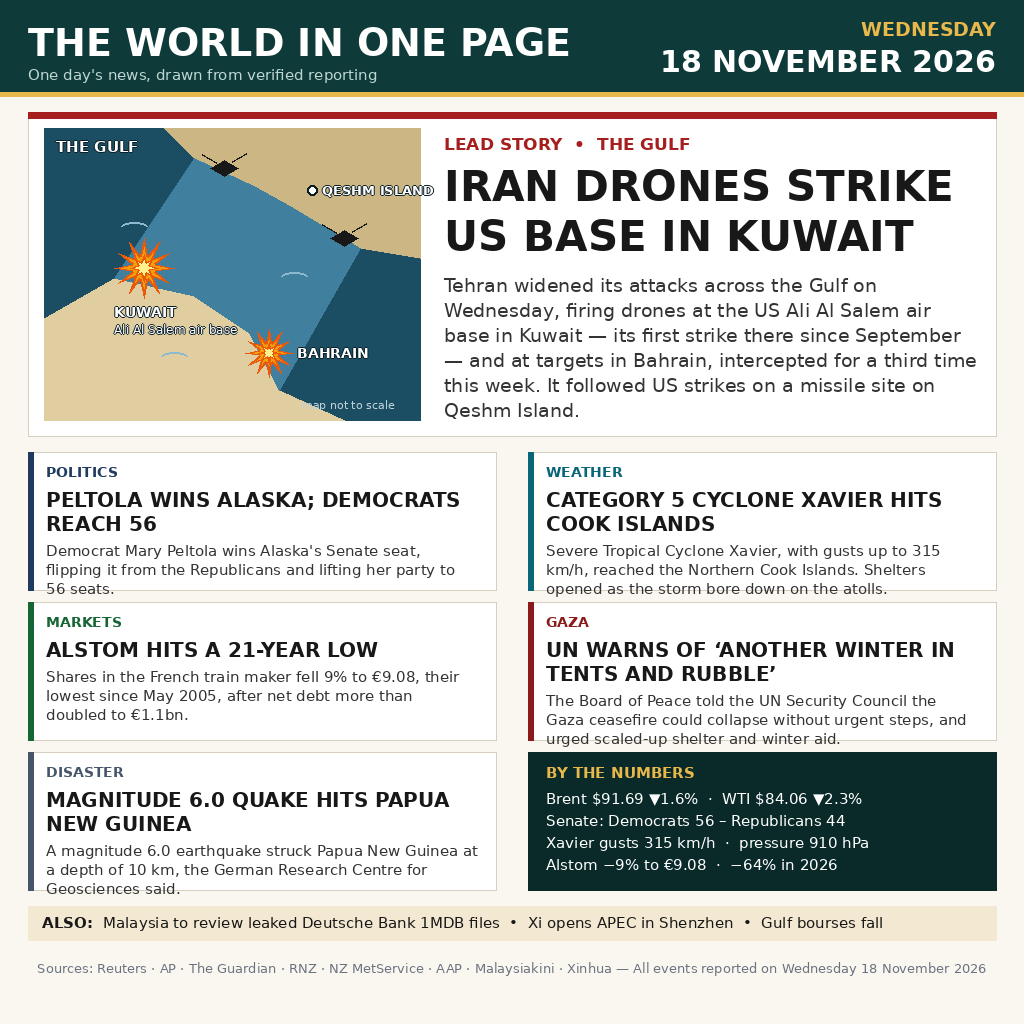 THE WORLD IN ONE PAGE
One day's news, drawn from verified reporting
WEDNESDAY
18 NOVEMBER 2026
THE GULF
QESHM ISLAND
KUWAIT
Ali Al Salem air base
BAHRAIN
map not to scale
LEAD STORY • THE GULF
IRAN DRONES STRIKE
US BASE IN KUWAIT
Tehran widened its attacks across the Gulf on
Wednesday, firing drones at the US Ali Al Salem air
base in Kuwait — its first strike there since September
— and at targets in Bahrain, intercepted for a third time
this week. It followed US strikes on a missile site on
Qeshm Island.
POLITICS
PELTOLA WINS ALASKA; DEMOCRATS
REACH 56
Democrat Mary Peltola wins Alaska's Senate seat,
flipping it from the Republicans and lifting her party to
56 seats.
WEATHER
CATEGORY 5 CYCLONE XAVIER HITS
COOK ISLANDS
Severe Tropical Cyclone Xavier, with gusts up to 315
km/h, reached the Northern Cook Islands. Shelters
opened as the storm bore down on the atolls.
MARKETS
ALSTOM HITS A 21-YEAR LOW
Shares in the French train maker fell 9% to €9.08, their
lowest since May 2005, after net debt more than
doubled to €1.1bn.
GAZA
UN WARNS OF ‘ANOTHER WINTER IN
TENTS AND RUBBLE’
The Board of Peace told the UN Security Council the
Gaza ceasefire could collapse without urgent steps, and
urged scaled-up shelter and winter aid.
DISASTER
MAGNITUDE 6.0 QUAKE HITS PAPUA
NEW GUINEA
A magnitude 6.0 earthquake struck Papua New Guinea at
a depth of 10 km, the German Research Centre for
Geosciences said.
BY THE NUMBERS
Brent $91.69 ▼1.6% · WTI $84.06 ▼2.3%
Senate: Democrats 56 – Republicans 44
Xavier gusts 315 km/h · pressure 910 hPa
Alstom −9% to €9.08 · −64% in 2026
ALSO: Malaysia to review leaked Deutsche Bank 1MDB files • Xi opens APEC in Shenzhen • Gulf bourses fall
Sources: Reuters · AP · The Guardian · RNZ · NZ MetService · AAP · Malaysiakini · Xinhua — All events reported on Wednesday 18 November 2026